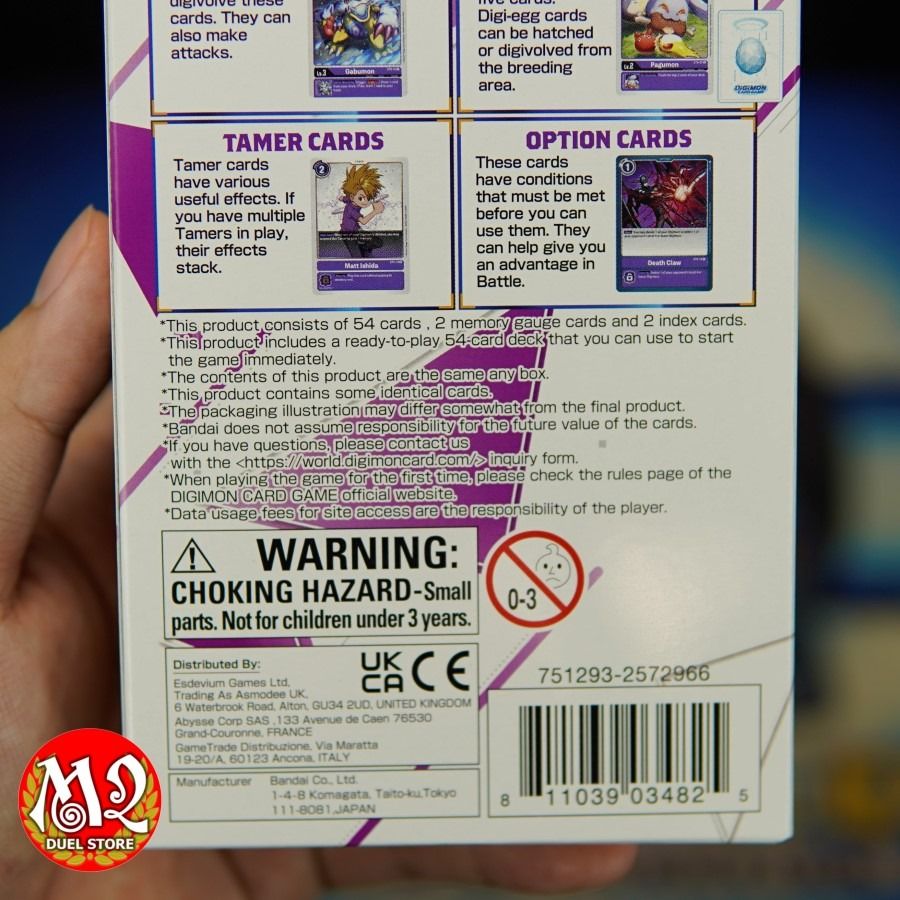 digivolve these
cards. They can
also make
attacks.
Lv.3
Gabumon
five cards.
Digi-egg cards
can be hatched
or digivolved from
the breeding
area.
Lv.2
Pagumon
DIGIMON
CARD GAME
TAMER CARDS
Tamer cards
have various
useful effects. If
you have multiple
Tamers in play,
their effects
stack.
2
Matt Ishida
OPTION CARDS
These cards
have conditions
that must be met
before you can
use them. They
can help give you
an advantage in
Battle.
1
Death Claw
*This product consists of 54 cards , 2 memory gauge cards and 2 index cards.
*This product includes a ready-to-play 54-card deck that you can use to start
the game immediately.
*The contents of this product are the same any box.
*This product contains some identical cards.
*The packaging illustration may differ somewhat from the final product.
*Bandai does not assume responsibility for the future value of the cards.
*If you have questions, please contact us
with the <https://world.digimoncard.com/> inquiry form.
*When playing the game for the first time, please check the rules page of the
DIGIMON CARD GAME official website.
*Data usage fees for site access are the responsibility of the player.
WARNING:
CHOKING HAZARD-Small
parts. Not for children under 3 years.
0-3
Distributed By:
UK
CA CE
Esdevium Games Ltd,
Trading As Asmodee UK,
6 Waterbrook Road, Alton, GU34 2UD, UNITED KINGDOM
Abysse Corp SAS ,133 Avenue de Caen 76530
Grand-Couronne, FRANCE
GameTrade Distribuzione, Via Maratta
19-20/A, 60123 Ancona, ITALY
Manufacturer
Bandai Co., Ltd.
1-4-8 Komagata, Taito-ku,Tokyo
111-8081,JAPAN
751293-2572966
8 11039 03482 5
M2
DUEL STORE